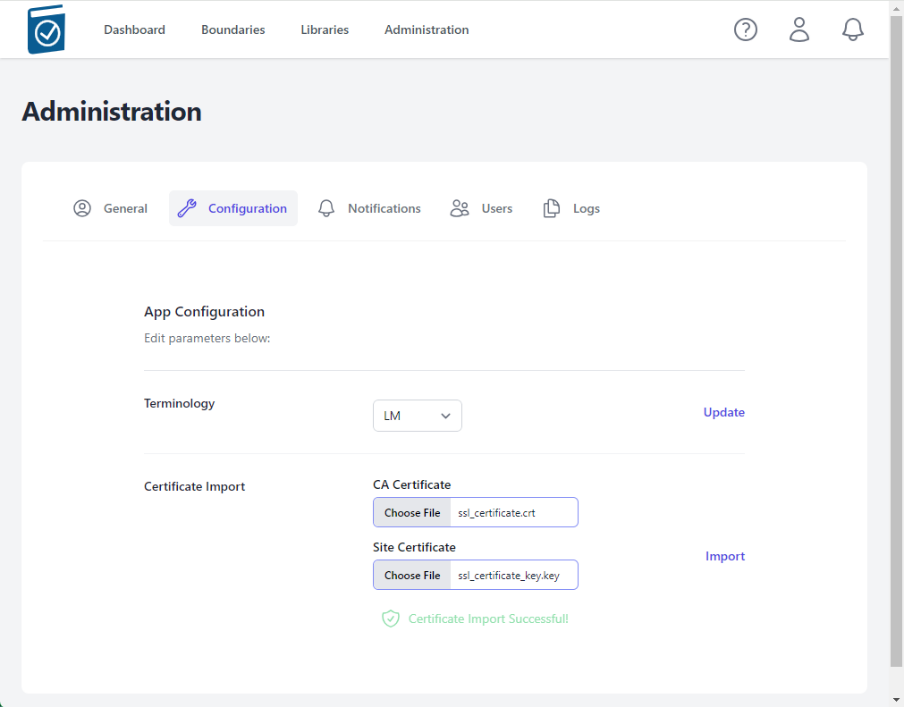 Dashboard Boundaries Libraries Administration
Administration
General Configuration Notifications Users Logs
App Configuration
Edit parameters below:
Terminology LM Update
CA Certificate
Certificate Import
Choose File ssl_certificate.crt
Site Certificate
Import
Choose File ssl_certificate_key.key
Certificate Import Successful!